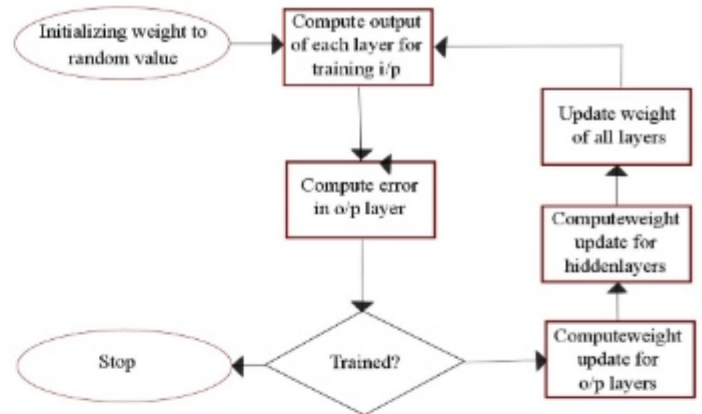 Initializing weight to
random value
Compute output
of each layer for
training i/p
Update weight
of all layers
Compute error
in o/p layer
Computeweight
update for
hiddenlayers
Stop
Trained?
Computeweight
update for
o/p layers